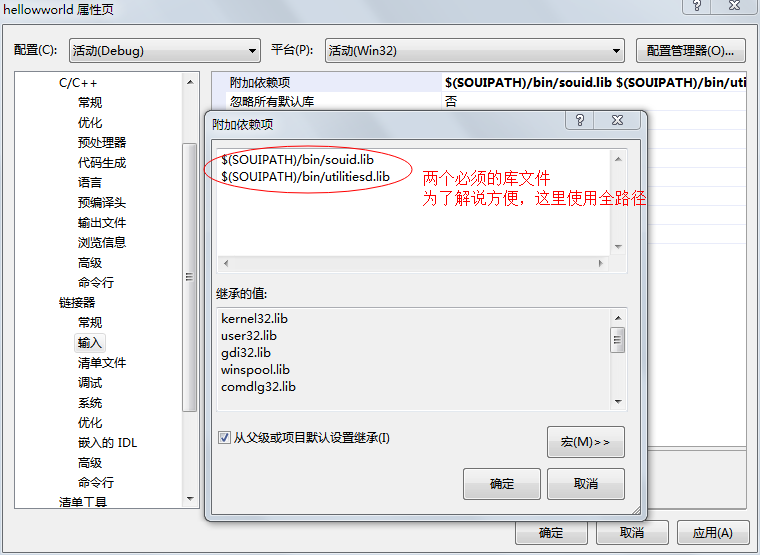 hellowworld 属性页
配置(C): 活动(Debug) 平台(P): 活动(Win32) 配置管理器(O)...
C/C++
常规
优化
预处理器
代码生成
语言
预编译头
输出文件
浏览信息
高级
命令行
链接器
常规
输入
清单文件
调试
系统
优化
嵌入的 IDL
高级
命令行
清单工具
附加依赖项 $(SOUIPATH)/bin/souid.lib $(SOUIPATH)/bin/uti
忽略所有默认库 否
附加依赖项
$(SOUIPATH)/bin/souid.lib
$(SOUIPATH)/bin/utilitiesd.lib
两个必须的库文件
为了解说方便，这里使用全路径
继承的值:
kernel32.lib
user32.lib
gdi32.lib
winspool.lib
comdlg32.lib
从父级或项目默认设置继承(I)
宏(M)>>
确定 取消
确定 取消 应用(A)